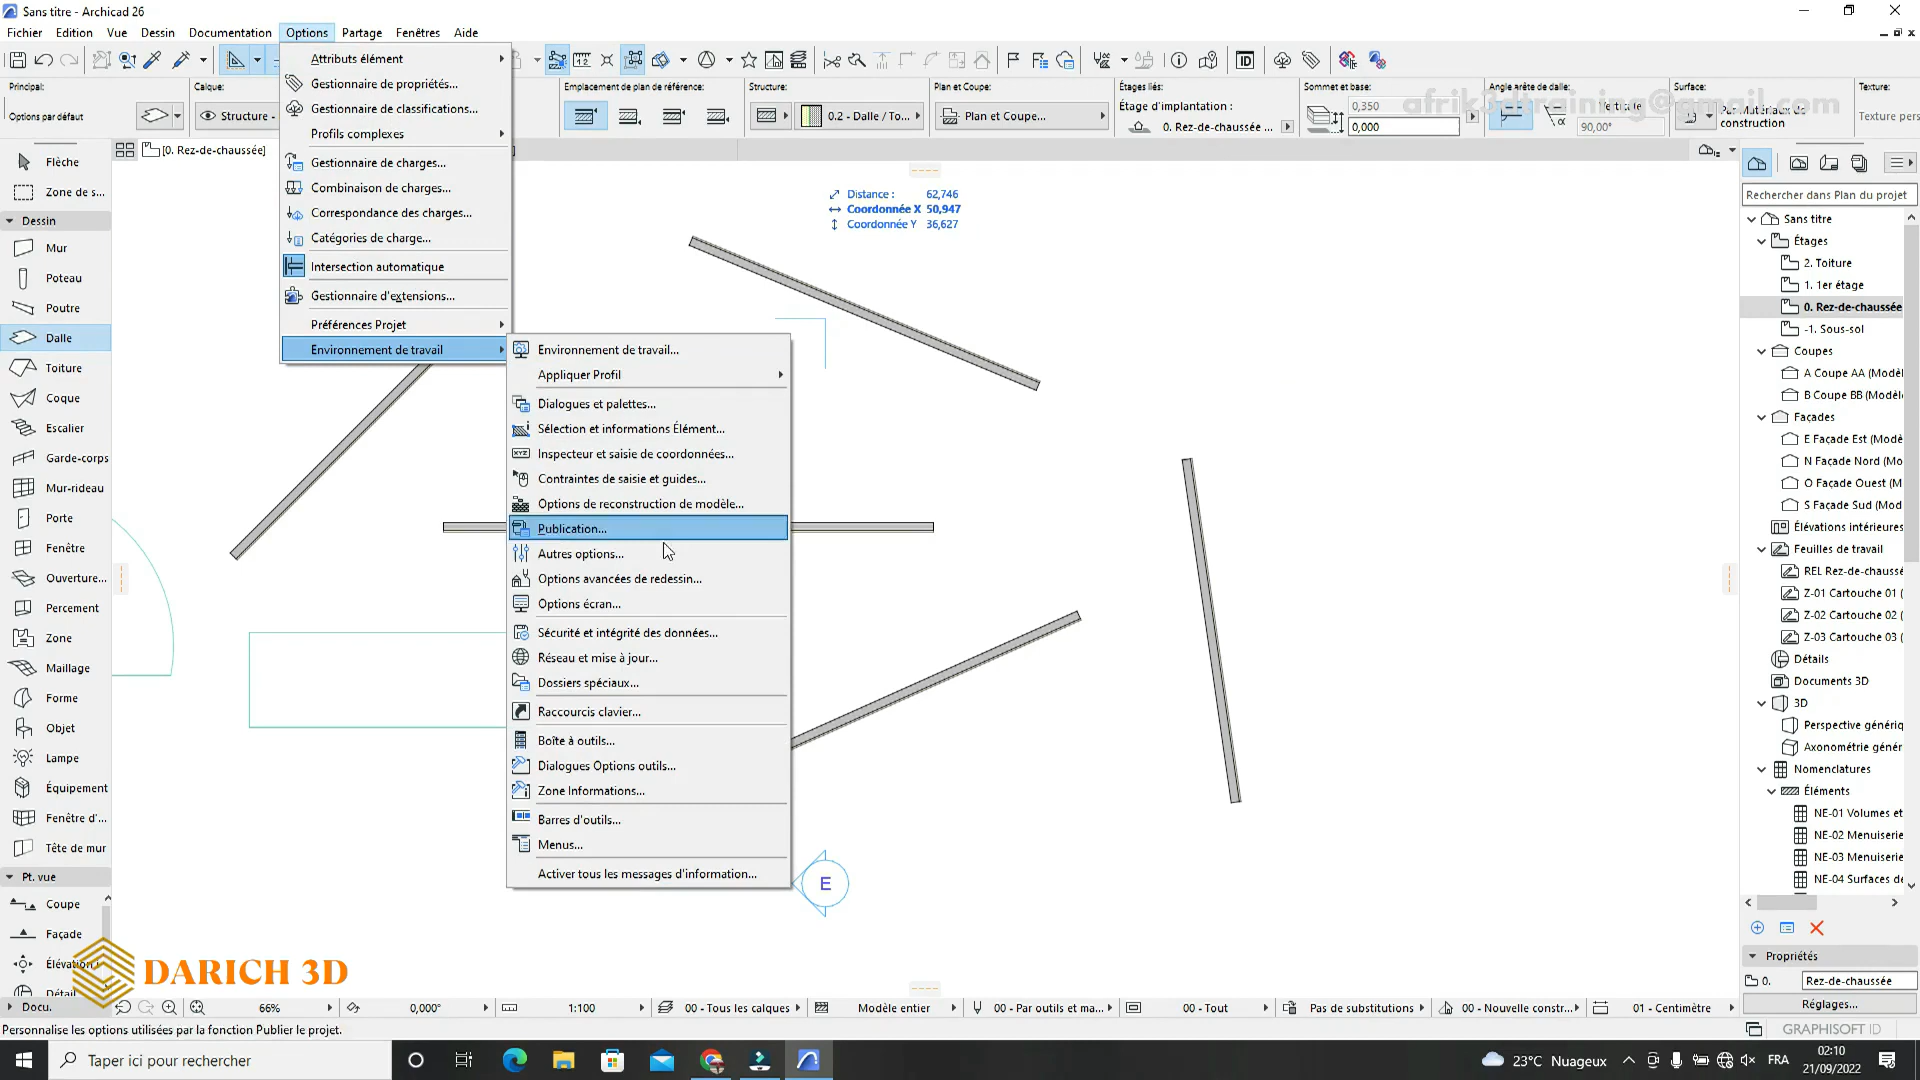 Sans titre - Archicad 26
Fichier Edition Vue Dessin Documentation Options Partage Fenêtres Aide
Principal:
Options par défaut
Calque:
Structure -
Emplacement de plan de référence:
Structure:
0.2 - Dalle / To...
Plan et Coupe:
Plan et Coupe...
Étages liés:
Étage d'implantation :
0. Rez-de-chaussée ...
Sommet et base:
0,350
0,000
Angle arête de dalle:
Verticale
90,00°
Surface:
Par Matériaux de
construction
Texture:
Texture pers
afrik3dtraining@gmail.com
[0. Rez-de-chaussée]
Flèche
Zone de s...
Dessin
Mur
Poteau
Poutre
Dalle
Toiture
Coque
Escalier
Garde-corps
Mur-rideau
Porte
Fenêtre
Ouverture...
Percement
Zone
Maillage
Forme
Objet
Lampe
Équipement
Fenêtre d'...
Tête de mur
Pt. vue
Coupe
Façade
Élévation i
Détail
Docu.
Attributs élément
Gestionnaire de propriétés...
Gestionnaire de classifications...
Profils complexes
Gestionnaire de charges...
Combinaison de charges...
Correspondance des charges...
Catégories de charge...
Intersection automatique
Gestionnaire d'extensions...
Préférences Projet
Environnement de travail
Environnement de travail...
Appliquer Profil
Dialogues et palettes...
Sélection et informations Élément...
Inspecteur et saisie de coordonnées...
Contraintes de saisie et guides...
Options de reconstruction de modèle...
Publication...
Autres options...
Options avancées de redessin...
Options écran...
Sécurité et intégrité des données...
Réseau et mise à jour...
Dossiers spéciaux...
Raccourcis clavier...
Boîte à outils...
Dialogues Options outils...
Zone Informations...
Barres d'outils...
Menus...
Activer tous les messages d'information...
Distance : 62,746
Coordonnée X 50,947
Coordonnée Y 36,627
E
Rechercher dans Plan du projet
Sans titre
Étages
2. Toiture
1. 1er étage
0. Rez-de-chaussée
-1. Sous-sol
Coupes
A Coupe AA (Modèl
B Coupe BB (Modèle
Façades
E Façade Est (Modè
N Façade Nord (Mo
O Façade Ouest (M
S Façade Sud (Mod
Élévations intérieures
Feuilles de travail
REL Rez-de-chaussé
Z-01 Cartouche 01 (
Z-02 Cartouche 02 (
Z-03 Cartouche 03 (
Détails
Documents 3D
3D
Perspective génériq
Axonométrie génér
Nomenclatures
Éléments
NE-01 Volumes et
NE-02 Menuiserie
NE-03 Menuiserie
NE-04 Surfaces de
Propriétés
0. Rez-de-chaussée
Réglages...
GRAPHISOFT ID
DARICH 3D
66% 0,000° 1:100 00 - Tous les calques Modèle entier 00 - Par outils et ma... 00 - Tout Pas de substitutions 00 - Nouvelle constr... 01 - Centimètre
Personnalise les options utilisées par la fonction Publier le projet.
Taper ici pour rechercher
23°C Nuageux
FRA
02:10
21/09/2022